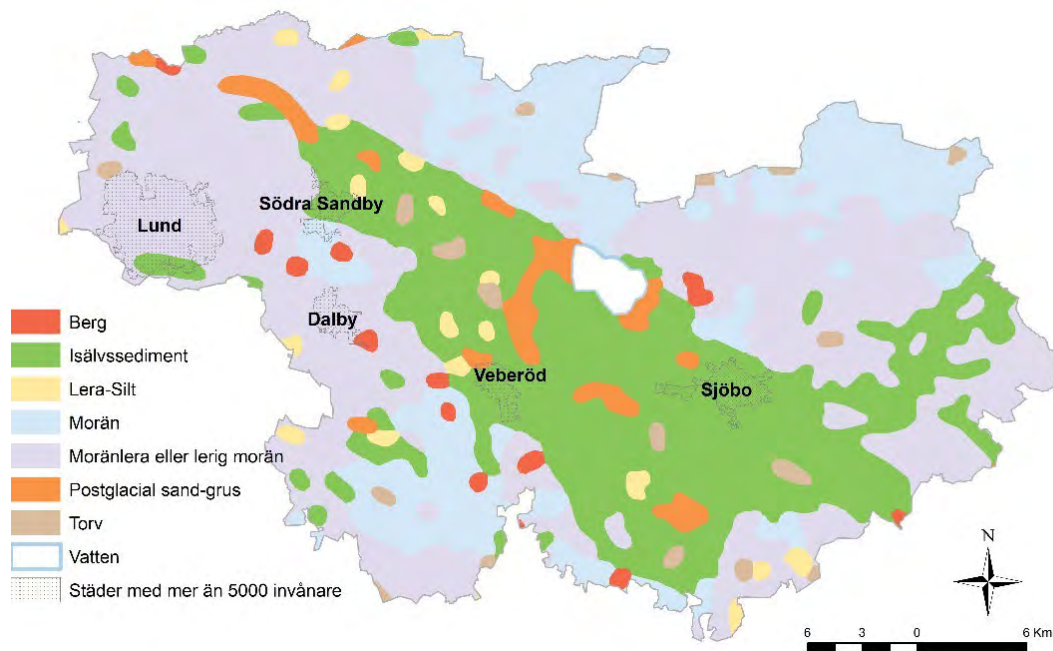 Södra Sandby
Lund
Dalby
Veberöd
Sjöbo
Berg
Isälvssediment
Lera-Silt
Morän
Moränlera eller lerig morän
Postglacial sand-grus
Torv
Vatten
Städer med mer än 5000 invånare
N
6 3 0 6 Km